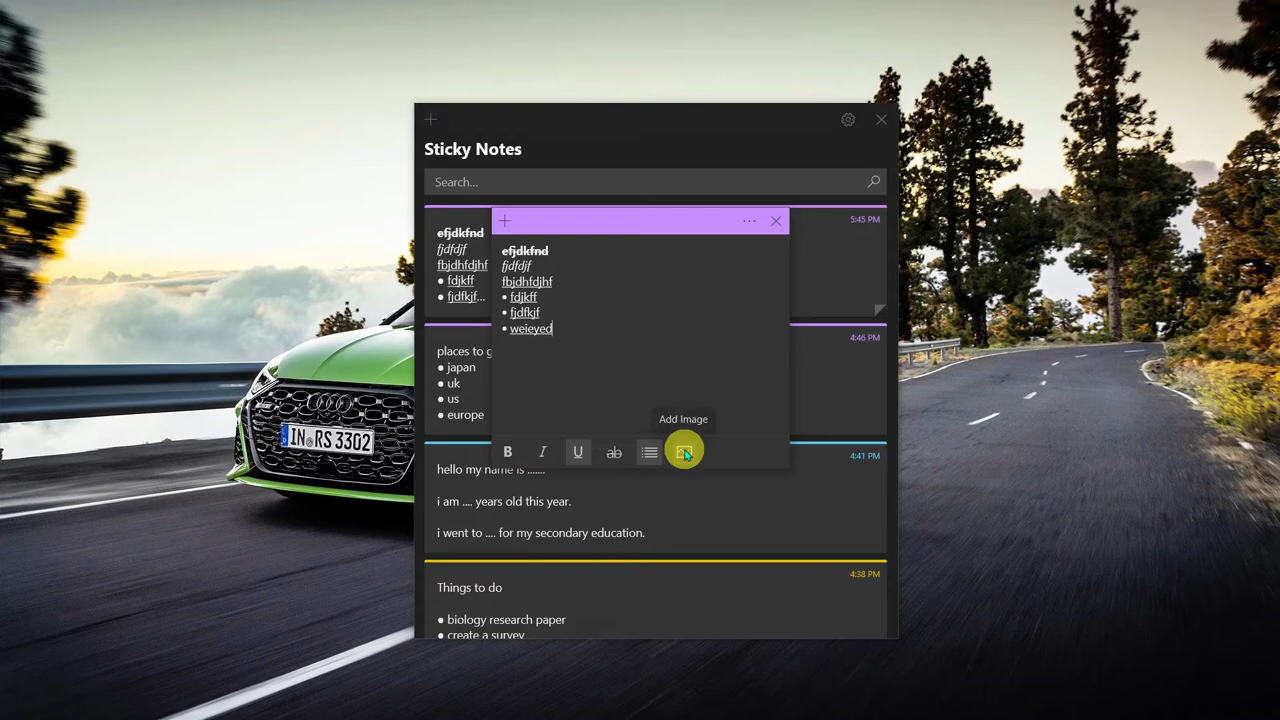 Sticky Notes
Search...
5:45 PM
efjdkfnd
fjdfdjf
fbjdhfdjhf
● fdjkff
● fjdfkjf...
efjdkfnd
fjdfdjf
fbjdhfdjhf
• fdjkff
• fjdfkjf
• weieyed
Add Image
B I U ab
4:46 PM
places to g
● japan
● uk
● us
● europe
4:41 PM
hello my name is .......
i am .... years old this year.
i went to .... for my secondary education.
4:38 PM
Things to do
● biology research paper
● create a survey
IN RS 3302